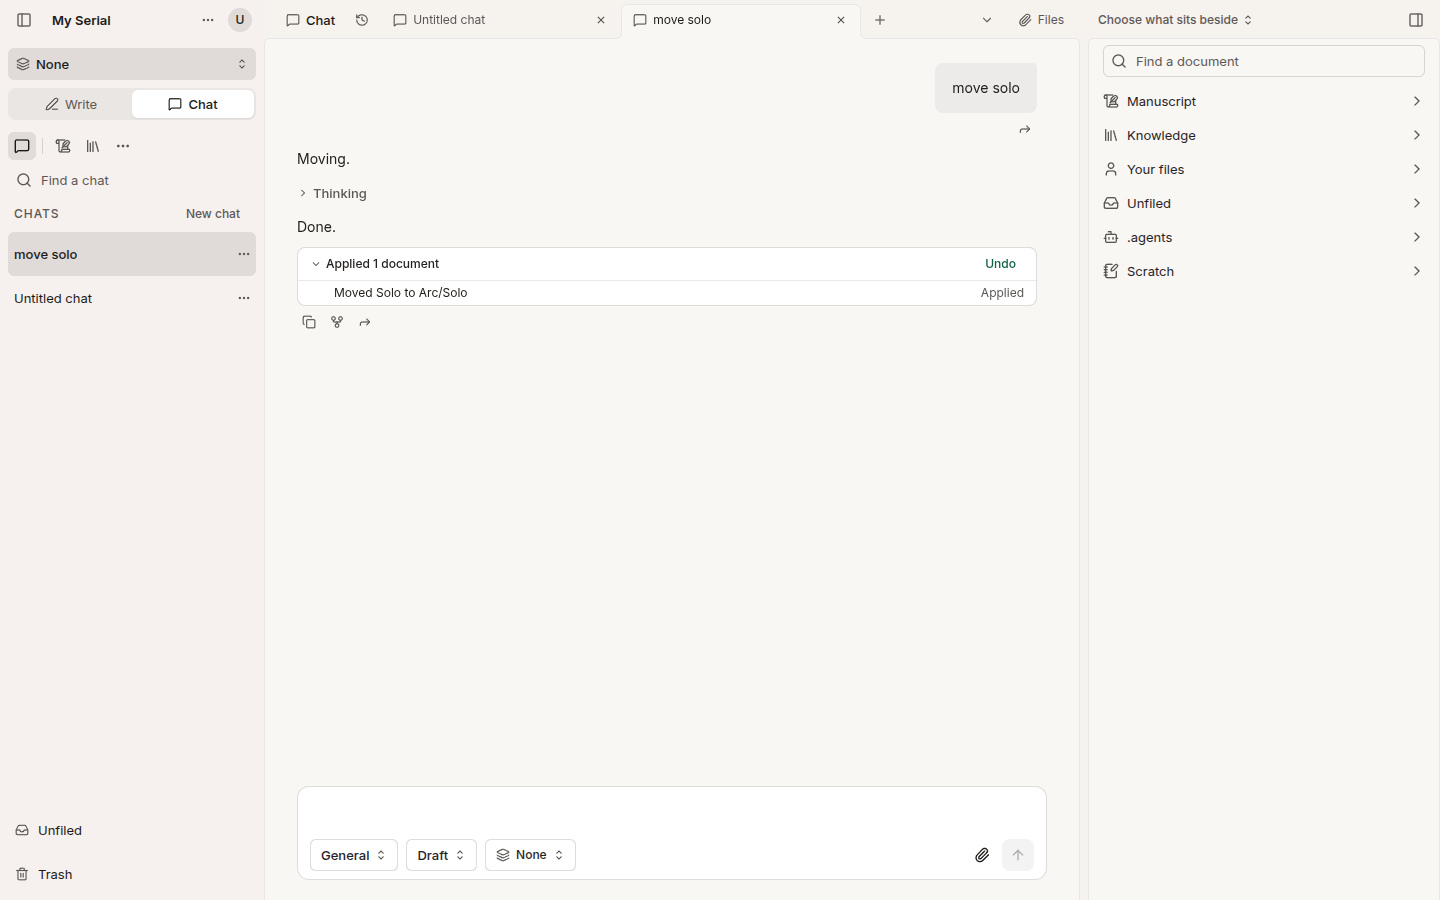 My Serial
U
None
Write
Chat
Find a chat
CHATS
New chat
move solo
Untitled chat
Unfiled
Trash
Chat
Untitled chat
move solo
Files
move solo
Moving.
Thinking
Done.
Applied 1 document
Undo
Moved Solo to Arc/Solo
Applied
General
Draft
None
Choose what sits beside
Find a document
Manuscript
Knowledge
Your files
Unfiled
.agents
Scratch